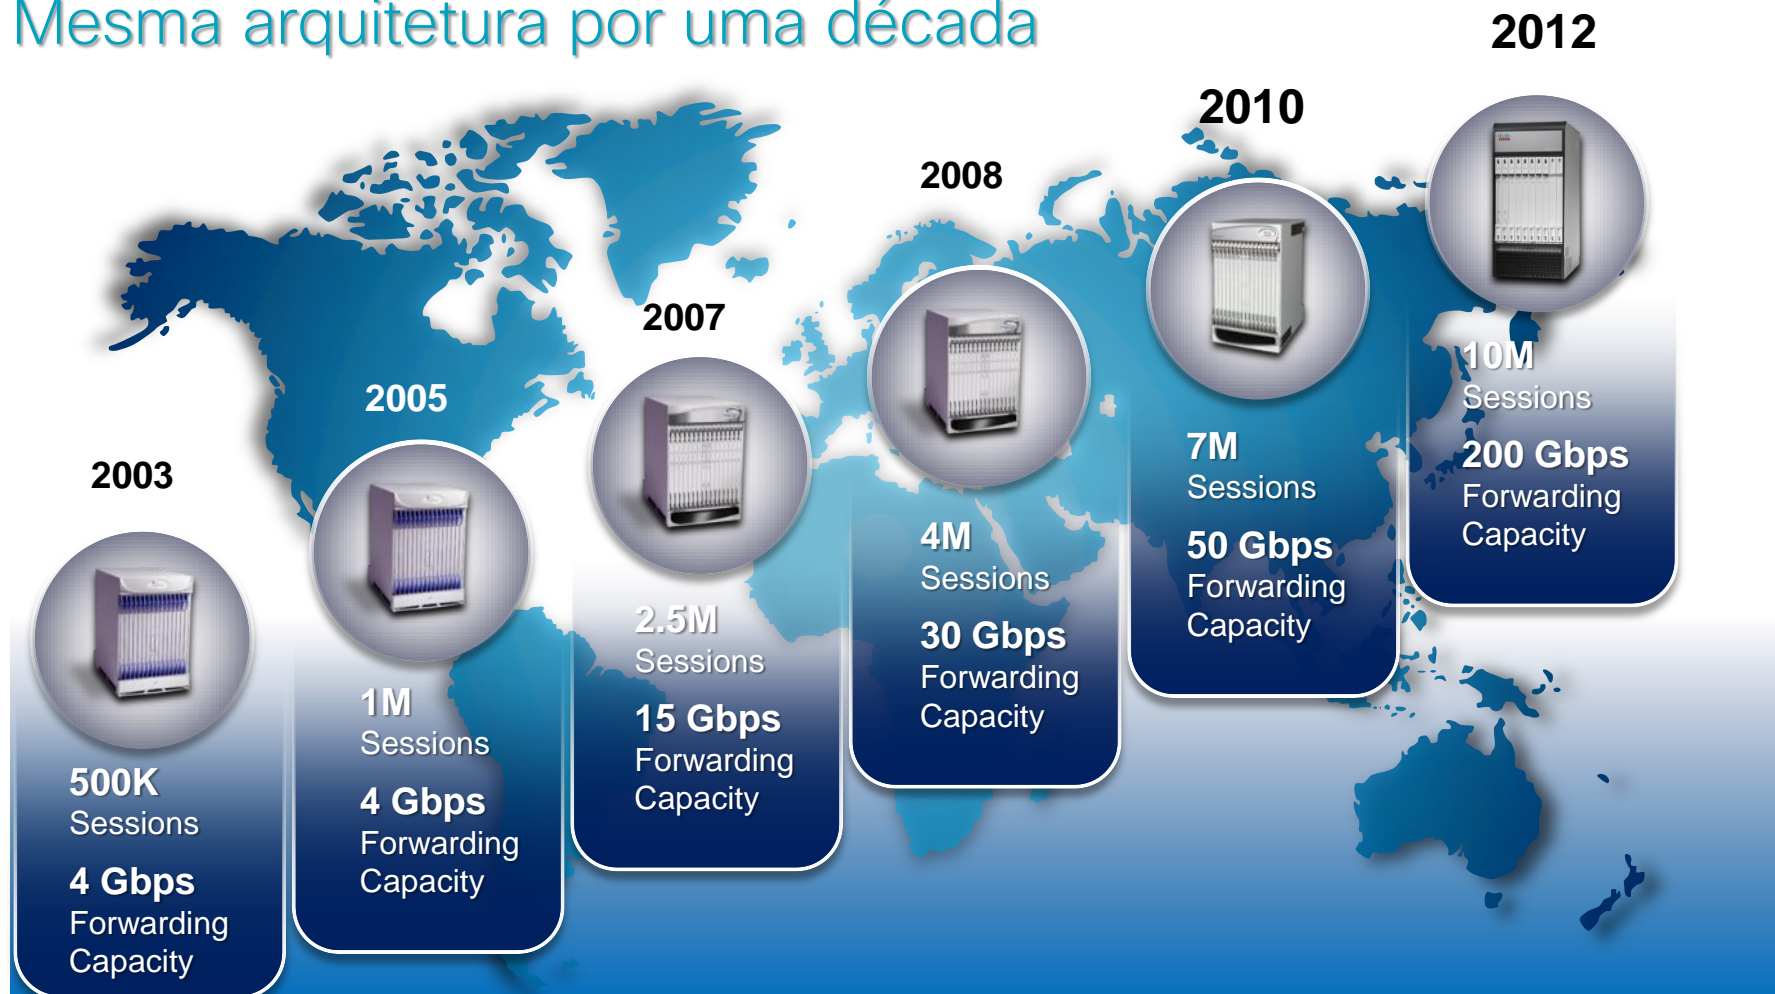 Mesma arquitetura por uma década
2003
500K
Sessions
4 Gbps
Forwarding
Capacity
2005
1M
Sessions
4 Gbps
Forwarding
Capacity
2007
2.5M
Sessions
15 Gbps
Forwarding
Capacity
2008
4M
Sessions
30 Gbps
Forwarding
Capacity
2010
7M
Sessions
50 Gbps
Forwarding
Capacity
2012
10M
Sessions
200 Gbps
Forwarding
Capacity